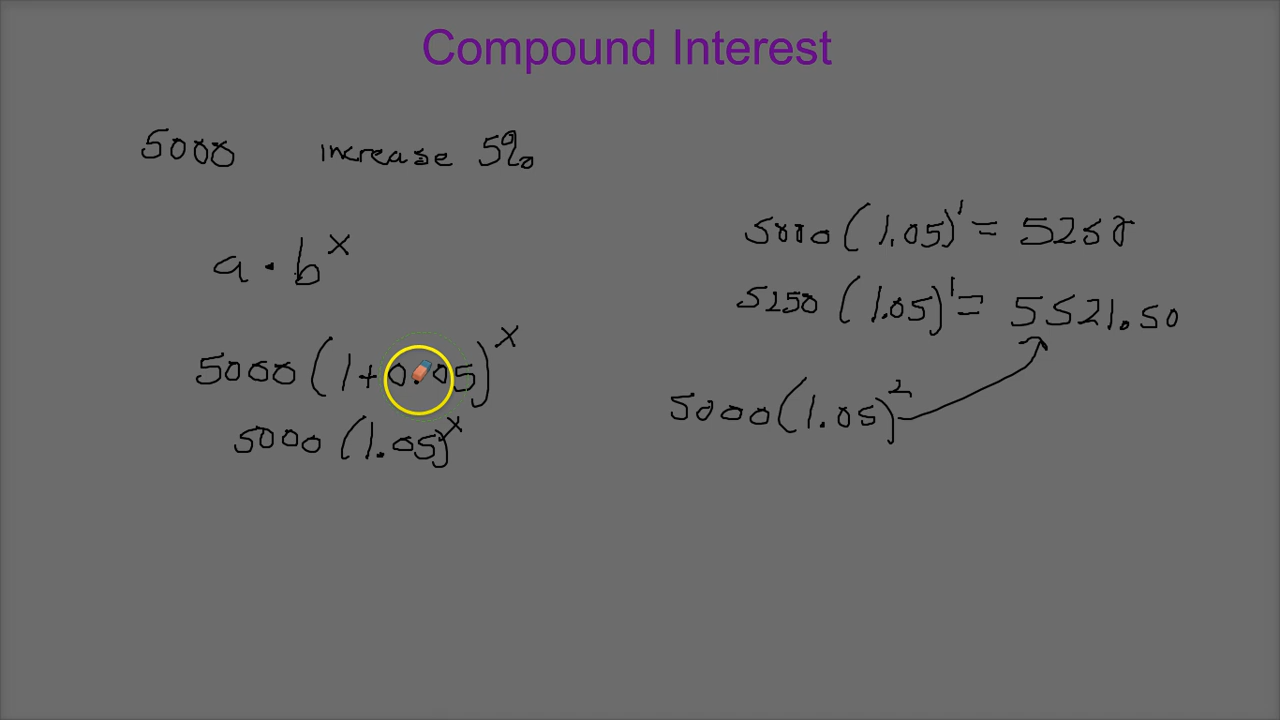 Compound Interest
5000 increase 5%
a · b^x
5000 (1+0.05)^x
5000 (1.05)^x
5000 (1.05)^1 = 5250
5250 (1.05)^1 = 5521.50
5000 (1.05)^2